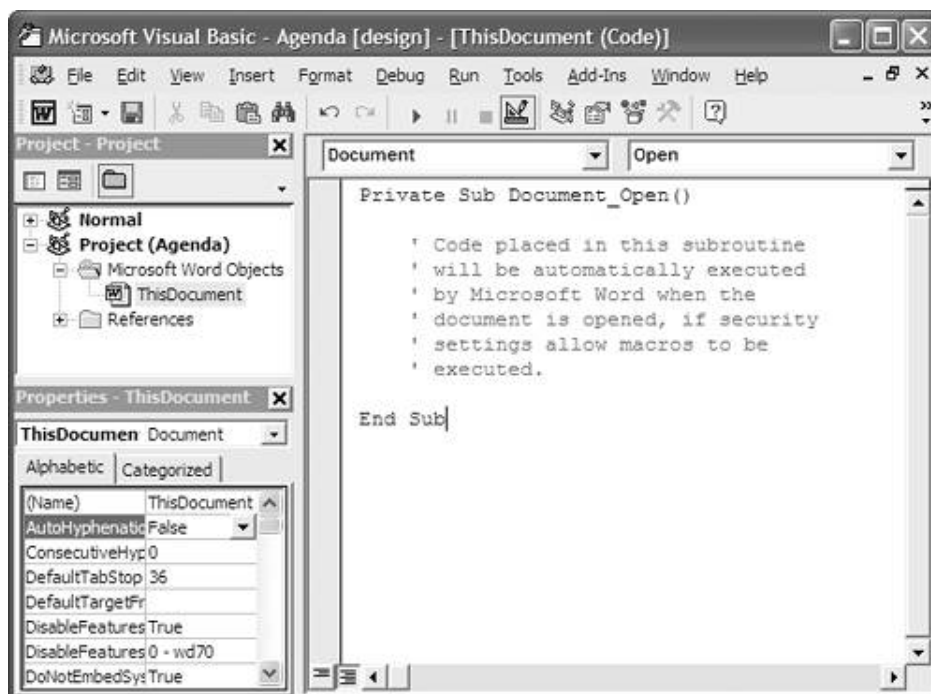 Microsoft Visual Basic - Agenda [design] - [ThisDocument (Code)]
File Edit View Insert Format Debug Run Tools Add-Ins Window Help
Project - Project
Document Open
Normal
Project (Agenda)
Microsoft Word Objects
ThisDocument
References
Private Sub Document_Open()
' Code placed in this subroutine
' will be automatically executed
' by Microsoft Word when the
' document is opened, if security
' settings allow macros to be
' executed.
End Sub
Properties - ThisDocument
ThisDocumen Document
Alphabetic Categorized
(Name) ThisDocument
AutoHyphenatic False
ConsecutiveHyp 0
DefaultTabStop 36
DefaultTargetFr
DisableFeatures True
DisableFeatures 0 - wd70
DoNotEmbedSys True